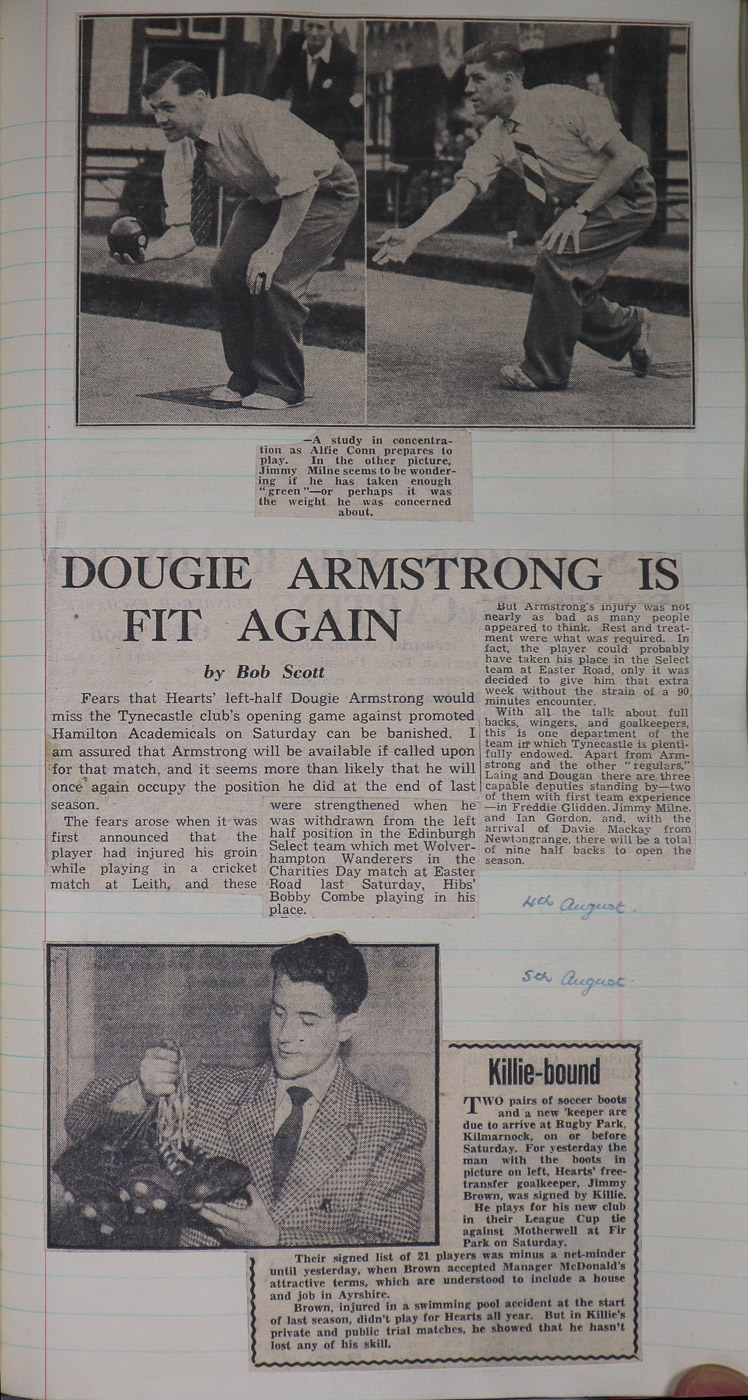 —A study in concentra-
tion as Alfie Conn prepares to
play. In the other picture,
Jimmy Milne seems to be wonder-
ing if he has taken enough
"green"—or perhaps it was
the weight he was concerned
about.
DOUGIE ARMSTRONG IS
FIT AGAIN
by Bob Scott
Fears that Hearts' left-half Dougie Armstrong would
miss the Tynecastle club's opening game against promoted
Hamilton Academicals on Saturday can be banished. I
am assured that Armstrong will be available if called upon
for that match, and it seems more than likely that he will
once again occupy the position he did at the end of last
season.
The fears arose when it was
first announced that the
player had injured his groin
while playing in a cricket
match at Leith, and these
were strengthened when he
was withdrawn from the left
half position in the Edinburgh
Select team which met Wolver-
hampton Wanderers in the
Charities Day match at Easter
Road last Saturday, Hibs'
Bobby Combe playing in his
place.
But Armstrong's injury was not
nearly as bad as many people
appeared to think. Rest and treat-
ment were what was required. In
fact, the player could probably
have taken his place in the Select
team at Easter Road, only it was
decided to give him that extra
week without the strain of a 90
minutes encounter.
With all the talk about full
backs, wingers, and goalkeepers,
this is one department of the
team in which Tynecastle is plenti-
fully endowed. Apart from Arm-
strong and the other "regulars,"
Laing and Dougan there are three
capable deputies standing by—two
of them with first team experience
—in Freddie Glidden, Jimmy Milne,
and Ian Gordon, and, with the
arrival of Davie Mackay from
Newtongrange, there will be a total
of nine half backs to open the
season.
4th August.
5th August.
Killie-bound
TWO pairs of soccer boots
and a new 'keeper are
due to arrive at Rugby Park,
Kilmarnock, on or before
Saturday. For yesterday the
man with the boots in
picture on left, Hearts' free-
transfer goalkeeper, Jimmy
Brown, was signed by Killie.
He plays for his new club
in their League Cup tie
against Motherwell at Fir
Park on Saturday.
Their signed list of 21 players was minus a net-minder
until yesterday, when Brown accepted Manager McDonald's
attractive terms, which are understood to include a house
and job in Ayrshire.
Brown, injured in a swimming pool accident at the start
of last season, didn't play for Hearts all year. But in Killie's
private and public trial matches, he showed that he hasn't
lost any of his skill.